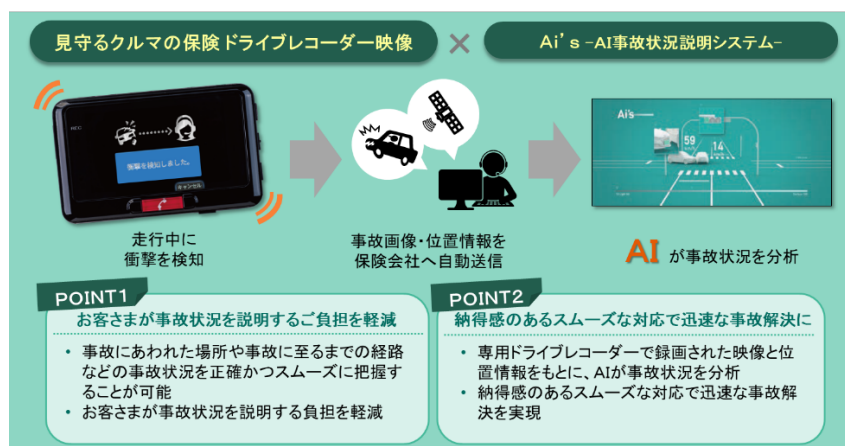 見守るクルマの保険ドライブレコーダー映像
×
Ai's -AI事故状況説明システム-
REC
衝撃を検知しました。
キャンセル
Ai's
59
14
走行中に
衝撃を検知
事故画像・位置情報を
保険会社へ自動送信
AI が事故状況を分析
POINT1
お客さまが事故状況を説明するご負担を軽減
• 事故にあわれた場所や事故に至るまでの経路
などの事故状況を正確かつスムーズに把握す
ることが可能
• お客さまが事故状況を説明する負担を軽減
POINT2
納得感のあるスムーズな対応で迅速な事故解決に
• 専用ドライブレコーダーで録画された映像と位
置情報をもとに、AIが事故状況を分析
• 納得感のあるスムーズな対応で迅速な事故解
決を実現